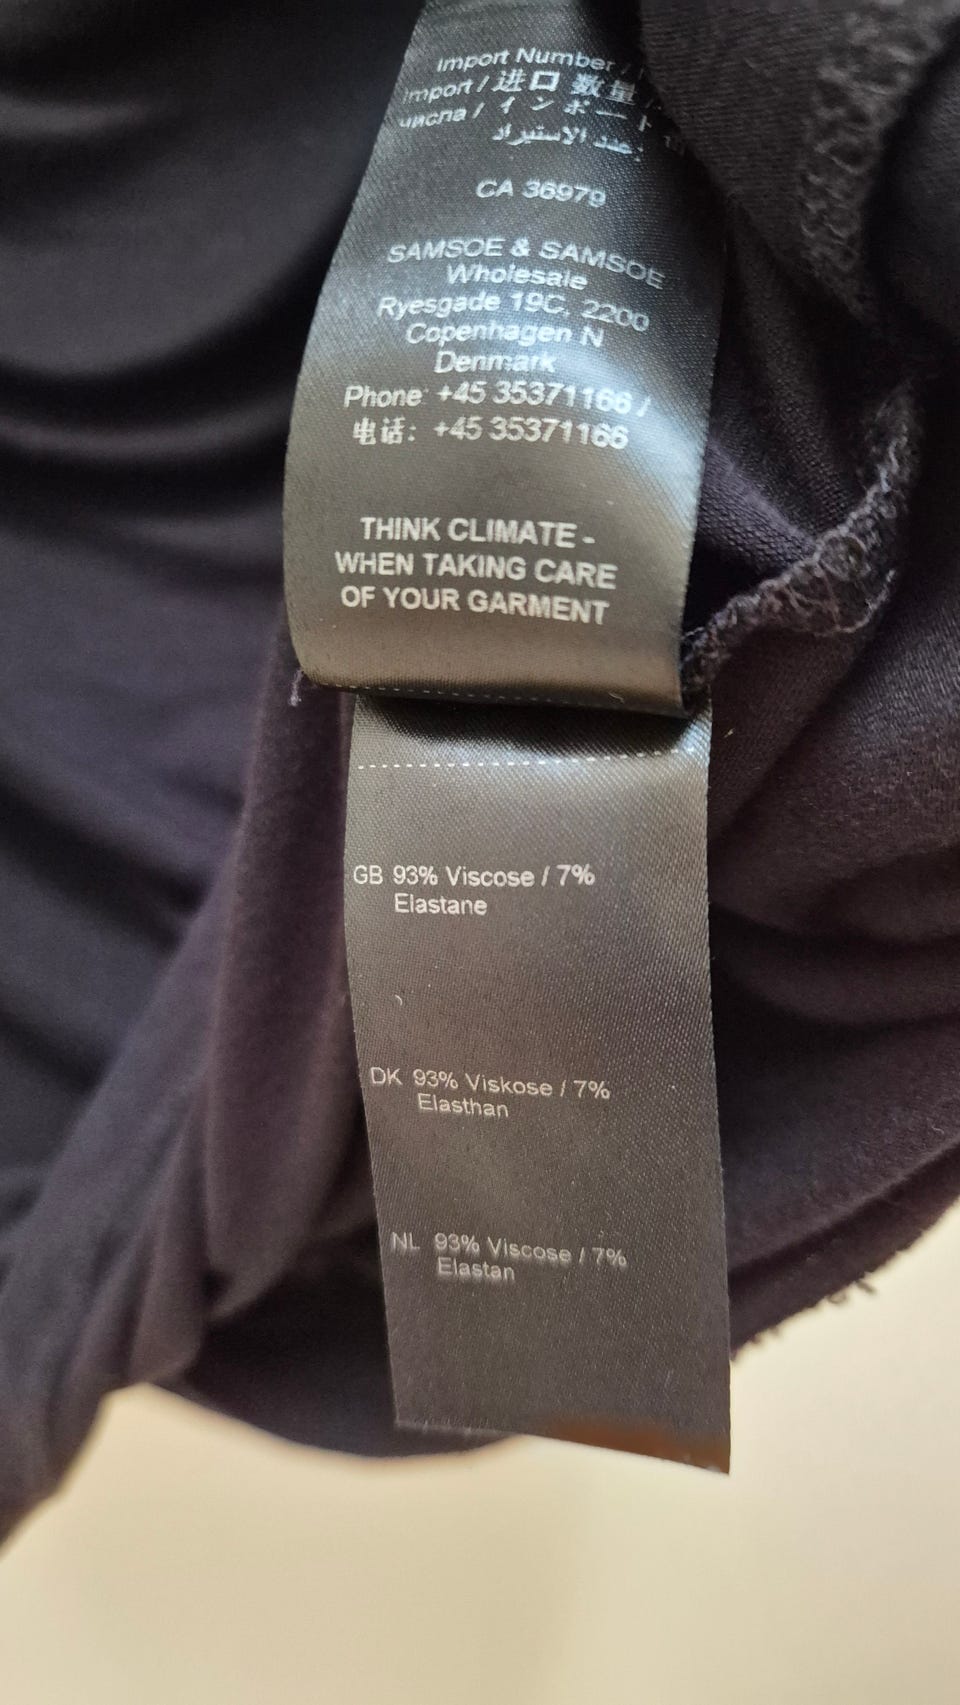 Import Number /
import / 进口 数量 /
числа / インポート
عدد الاستيراد:
CA 36979
SAMSOE & SAMSOE
Wholesale
Ryesgade 19C, 2200
Copenhagen N
Denmark
Phone: +45 35371166 /
电话: +45 35371166
THINK CLIMATE -
WHEN TAKING CARE
OF YOUR GARMENT
GB 93% Viscose / 7%
Elastane
DK 93% Viskose / 7%
Elasthan
NL 93% Viscose / 7%
Elastan